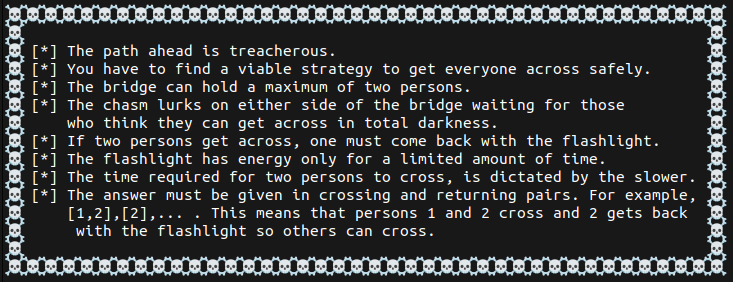 [*] The path ahead is treacherous.
[*] You have to find a viable strategy to get everyone across safely.
[*] The bridge can hold a maximum of two persons.
[*] The chasm lurks on either side of the bridge waiting for those
who think they can get across in total darkness.
[*] If two persons get across, one must come back with the flashlight.
[*] The flashlight has energy only for a limited amount of time.
[*] The time required for two persons to cross, is dictated by the slower.
[*] The answer must be given in crossing and returning pairs. For example,
[1,2],[2],... . This means that persons 1 and 2 cross and 2 gets back
with the flashlight so others can cross.